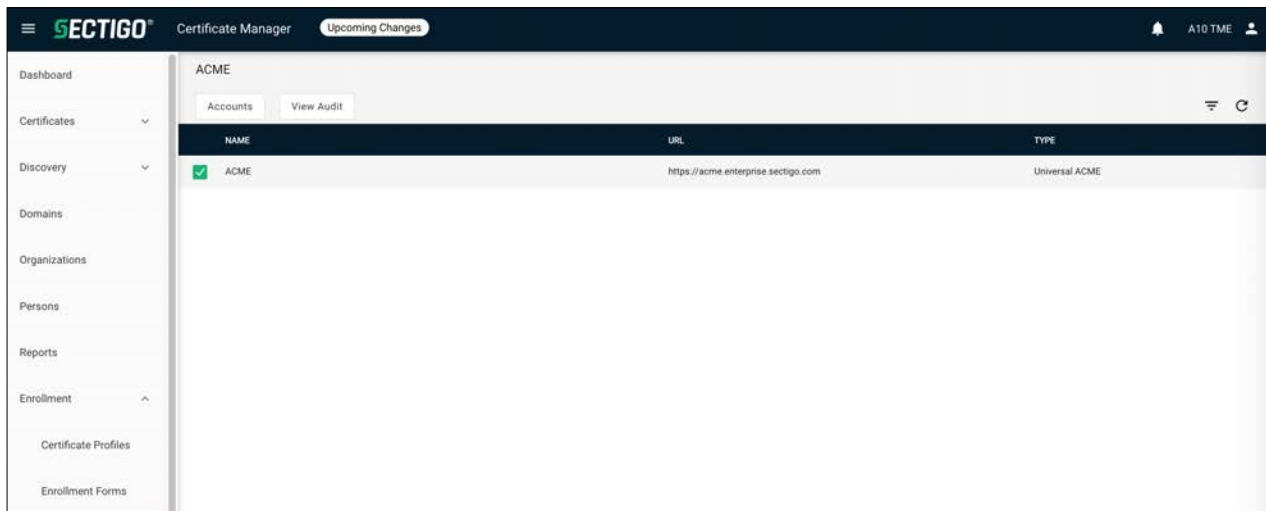 SECTIGO® Certificate Manager Upcoming Changes A10 TME
Dashboard
ACME
Accounts View Audit
Certificates
NAME URL TYPE
Discovery
ACME https://acme.enterprise.sectigo.com Universal ACME
Domains
Organizations
Persons
Reports
Enrollment
Certificate Profiles
Enrollment Forms